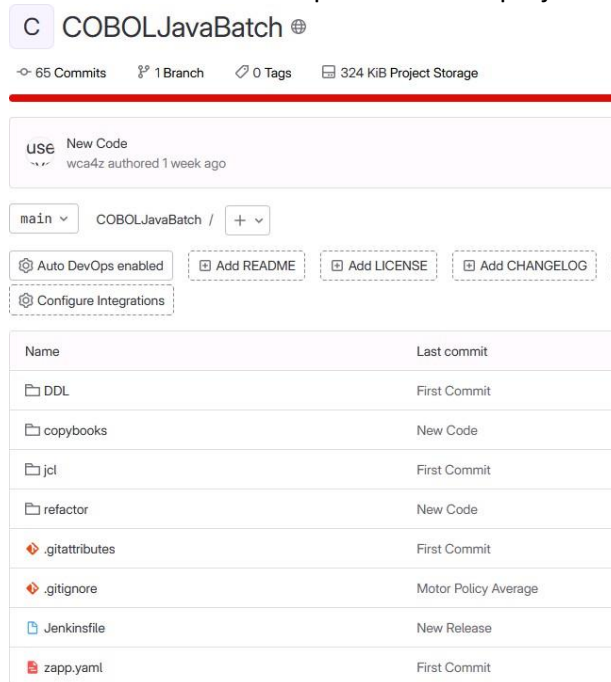 C COBOLJavaBatch
65 Commits 1 Branch 0 Tags 324 KiB Project Storage
use New Code
wca4z authored 1 week ago
main COBOLJavaBatch / +
Auto DevOps enabled Add README Add LICENSE Add CHANGELOG
Configure Integrations
Name Last commit
DDL First Commit
copybooks New Code
jcl First Commit
refactor New Code
.gitattributes First Commit
.gitignore Motor Policy Average
Jenkinsfile New Release
zapp.yaml First Commit